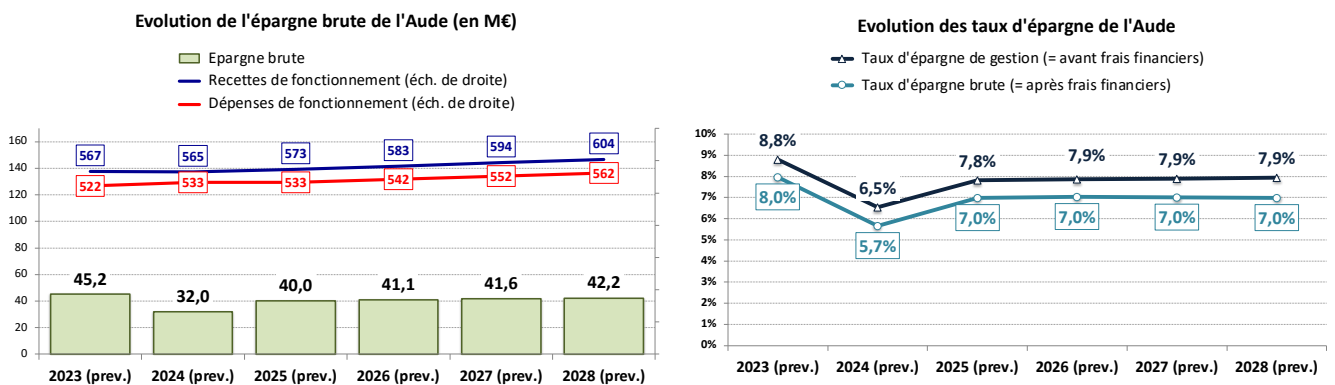 Evolution de l'épargne brute de l'Aude (en M€)
Epargne brute
Recettes de fonctionnement (éch. de droite)
Dépenses de fonctionnement (éch. de droite)
160
140
120
100
80
60
40
20
0
567 565 573 583 594 604
522 533 533 542 552 562
45,2 32,0 40,0 41,1 41,6 42,2
2023 (prev.) 2024 (prev.) 2025 (prev.) 2026 (prev.) 2027 (prev.) 2028 (prev.)
Evolution des taux d'épargne de l'Aude
Taux d'épargne de gestion (= avant frais financiers)
Taux d'épargne brute (= après frais financiers)
10%
9%
8%
7%
6%
5%
4%
3%
2%
1%
0%
8,8% 6,5% 7,8% 7,9% 7,9% 7,9%
8,0% 5,7% 7,0% 7,0% 7,0% 7,0%
2023 (prev.) 2024 (prev.) 2025 (prev.) 2026 (prev.) 2027 (prev.) 2028 (prev.)